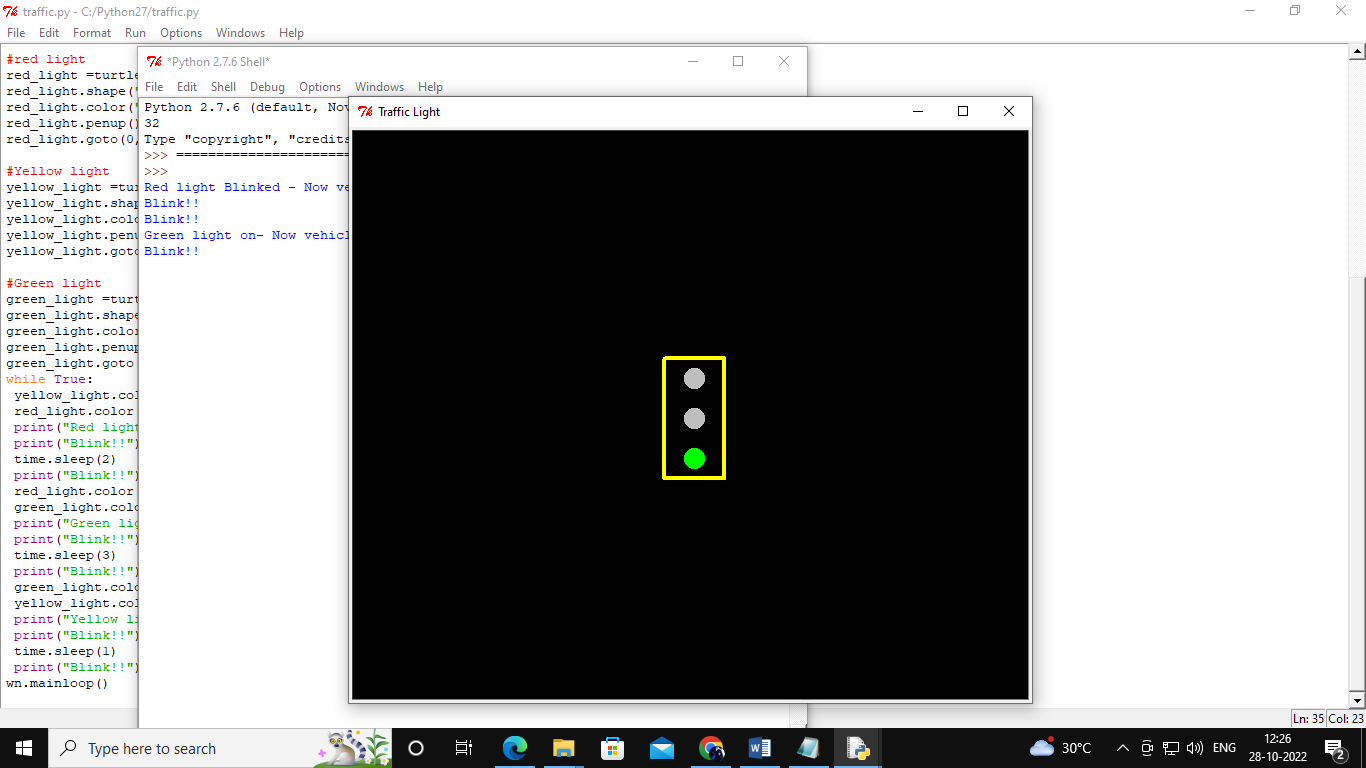 traffic.py - C:/Python27/traffic.py
File Edit Format Run Options Windows Help
#red light
red_light =turtle
red_light.shape("
red_light.color("
red_light.penup()
red_light.goto(0,
#Yellow light
yellow_light =tur
yellow_light.shap
yellow_light.colo
yellow_light.penu
yellow_light.goto
#Green light
green_light =turt
green_light.shape
green_light.color
green_light.penup
green_light.goto
while True:
yellow_light.col
red_light.color
print("Red light
print("Blink!!")
time.sleep(2)
print("Blink!!")
red_light.color
green_light.colo
print("Green lig
print("Blink!!")
time.sleep(3)
print("Blink!!")
green_light.colo
yellow_light.col
print("Yellow li
print("Blink!!")
time.sleep(1)
print("Blink!!")
wn.mainloop()
*Python 2.7.6 Shell*
File Edit Shell Debug Options Windows Help
Python 2.7.6 (default, Nov
32
Type "copyright", "credits
>>> ======================
>>>
Red light Blinked - Now ve
Blink!!
Blink!!
Green light on- Now vehicl
Blink!!
Traffic Light
Ln: 35 Col: 23
Type here to search
30°C
ENG
12:26
28-10-2022
2